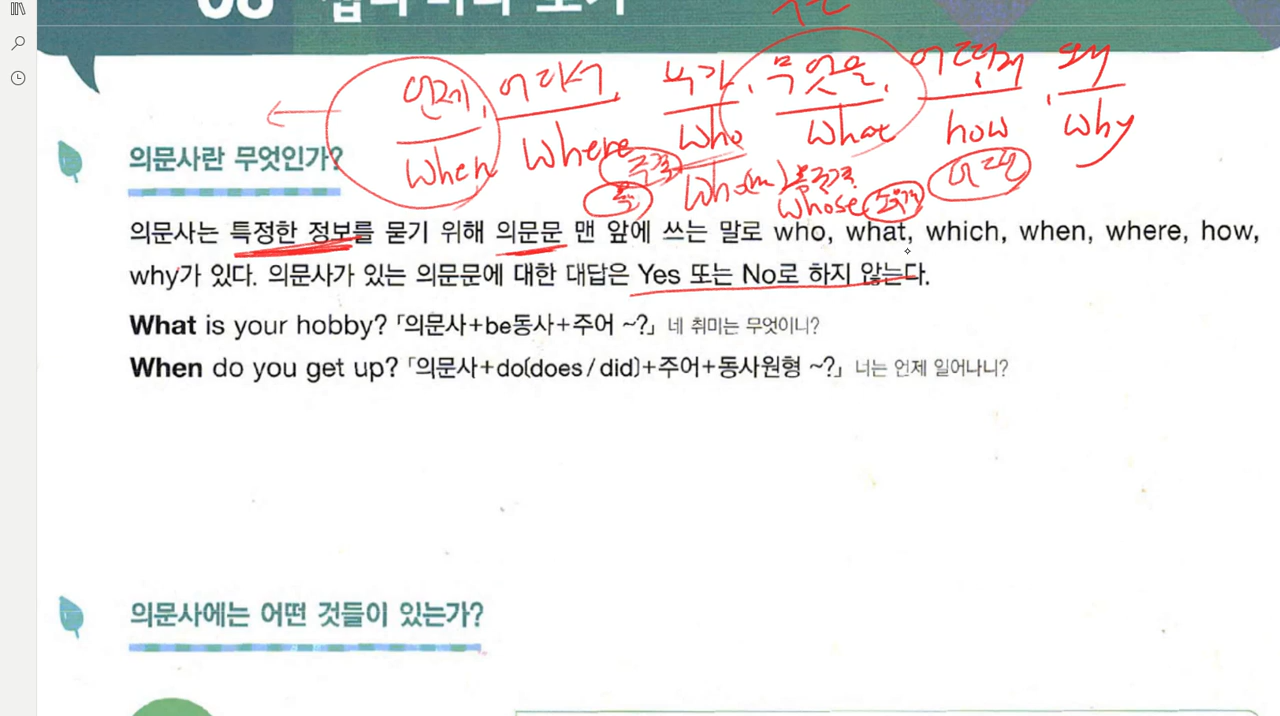 08
언제, 어디서, 누가, 무엇을, 어떻게, 왜
when where who what how why
주격 who(m) 목적격 whose 소유격
의문사란 무엇인가?
의문사는 특정한 정보를 묻기 위해 의문문 맨 앞에 쓰는 말로 who, what, which, when, where, how,
why가 있다. 의문사가 있는 의문문에 대한 대답은 Yes 또는 No로 하지 않는다.
What is your hobby? 「의문사+be동사+주어 ~?」 네 취미는 무엇이니?
When do you get up? 「의문사+do(does/did)+주어+동사원형 ~?」 너는 언제 일어나니?
의문사에는 어떤 것들이 있는가?